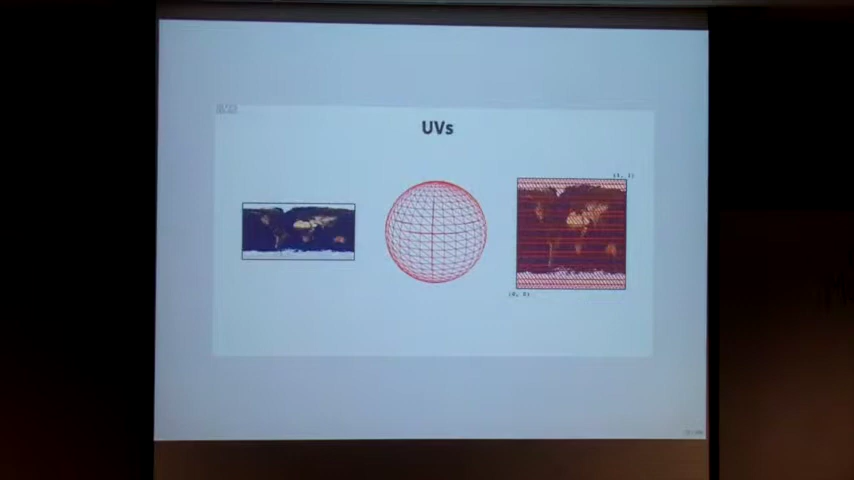 UVs
(1, 1)
(0, 0)